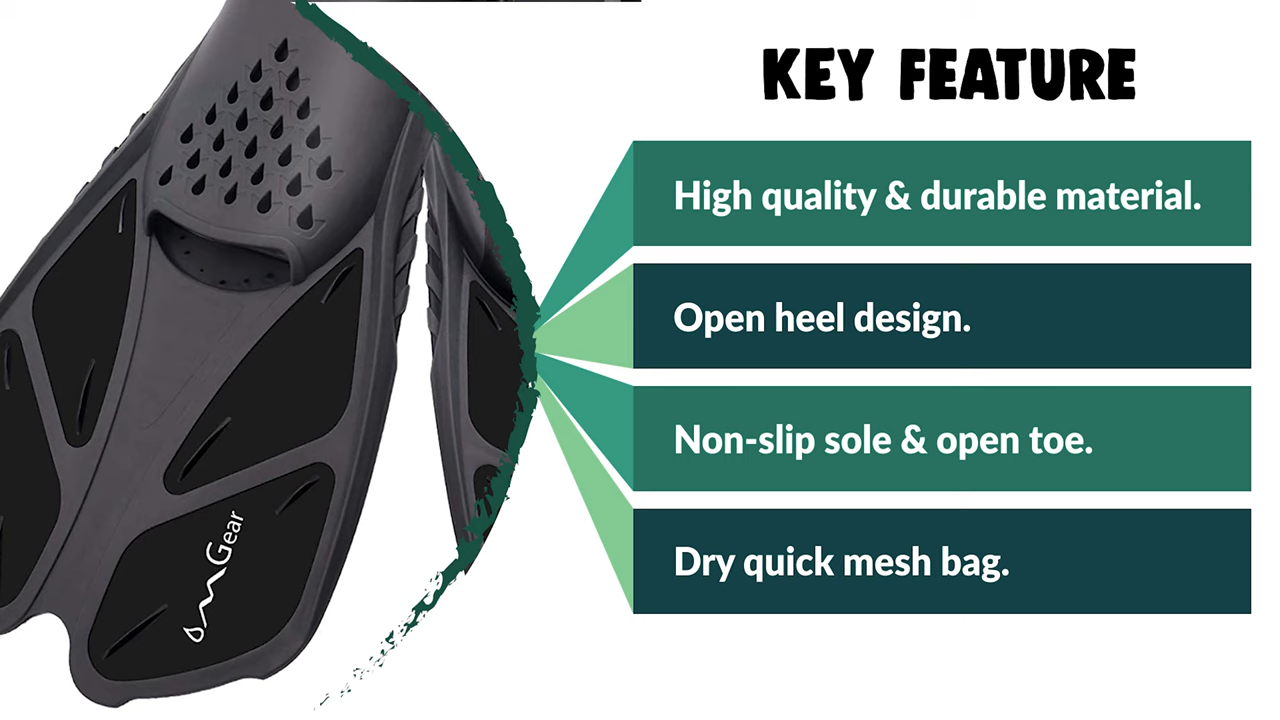 KEY FEATURE
High quality & durable material.
Open heel design.
Non-slip sole & open toe.
Dry quick mesh bag.
Gear